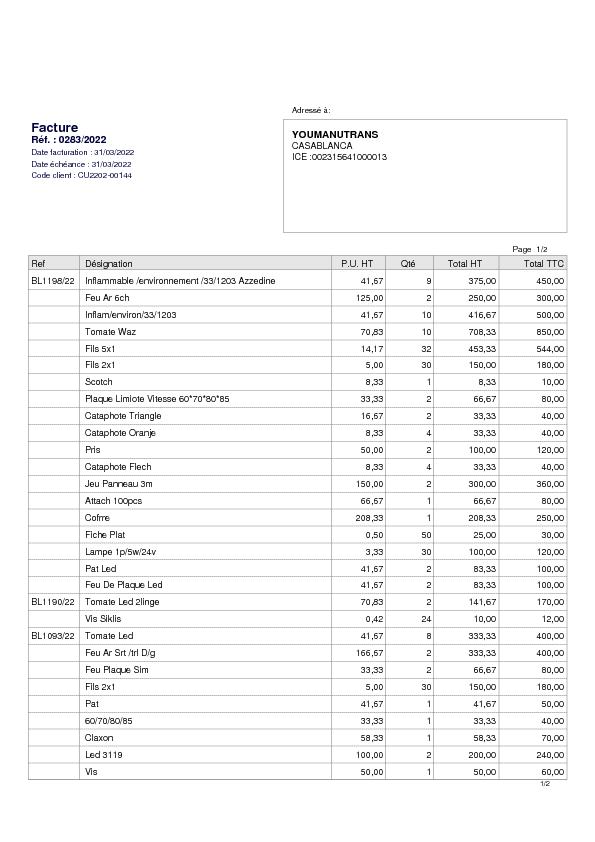 Adressé à:
Facture
Réf. : 0283/2022
Date facturation : 31/03/2022
Date échéance : 31/03/2022
Code client : CU2202-00144
YOUMANUTRANS
CASABLANCA
ICE :002315641000013
Page 1/2
Ref Désignation P.U. HT Qté Total HT Total TTC
BL1198/22 Inflammable /environnement /33/1203 Azzedine 41,67 9 375,00 450,00
Feu Ar 6ch 125,00 2 250,00 300,00
Inflam/environ/33/1203 41,67 10 416,67 500,00
Tomate Waz 70,83 10 708,33 850,00
Fils 5x1 14,17 32 453,33 544,00
Fils 2x1 5,00 30 150,00 180,00
Scotch 8,33 1 8,33 10,00
Plaque Limiote Vitesse 60*70*80*85 33,33 2 66,67 80,00
Cataphote Triangle 16,67 2 33,33 40,00
Cataphote Oranje 8,33 4 33,33 40,00
Pris 50,00 2 100,00 120,00
Cataphote Flech 8,33 4 33,33 40,00
Jeu Panneau 3m 150,00 2 300,00 360,00
Attach 100pcs 66,67 1 66,67 80,00
Cofrre 208,33 1 208,33 250,00
Fiche Plat 0,50 50 25,00 30,00
Lampe 1p/5w/24v 3,33 30 100,00 120,00
Pat Led 41,67 2 83,33 100,00
Feu De Plaque Led 41,67 2 83,33 100,00
BL1190/22 Tomate Led 2linge 70,83 2 141,67 170,00
Vis Siklis 0,42 24 10,00 12,00
BL1093/22 Tomate Led 41,67 8 333,33 400,00
Feu Ar Srt /trl D/g 166,67 2 333,33 400,00
Feu Plaque Sim 33,33 2 66,67 80,00
Fils 2x1 5,00 30 150,00 180,00
Pat 41,67 1 41,67 50,00
60/70/80/85 33,33 1 33,33 40,00
Claxon 58,33 1 58,33 70,00
Led 3119 100,00 2 200,00 240,00
Vis 50,00 1 50,00 60,00
1/2